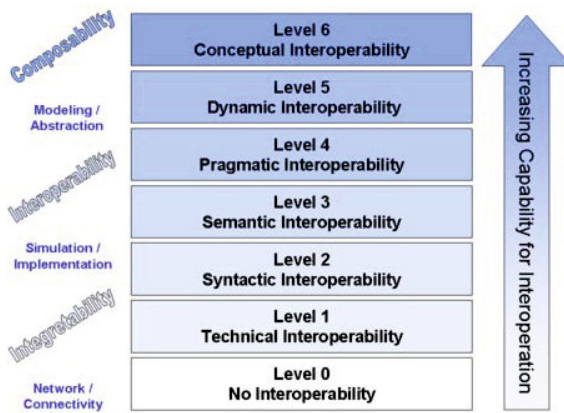 Composability
Level 6
Conceptual Interoperability
Modeling /
Abstraction
Level 5
Dynamic Interoperability
Interoperability
Level 4
Pragmatic Interoperability
Level 3
Semantic Interoperability
Simulation /
Implementation
Level 2
Syntactic Interoperability
Integretability
Level 1
Technical Interoperability
Network /
Connectivity
Level 0
No Interoperability
Increasing Capability for Interoperation